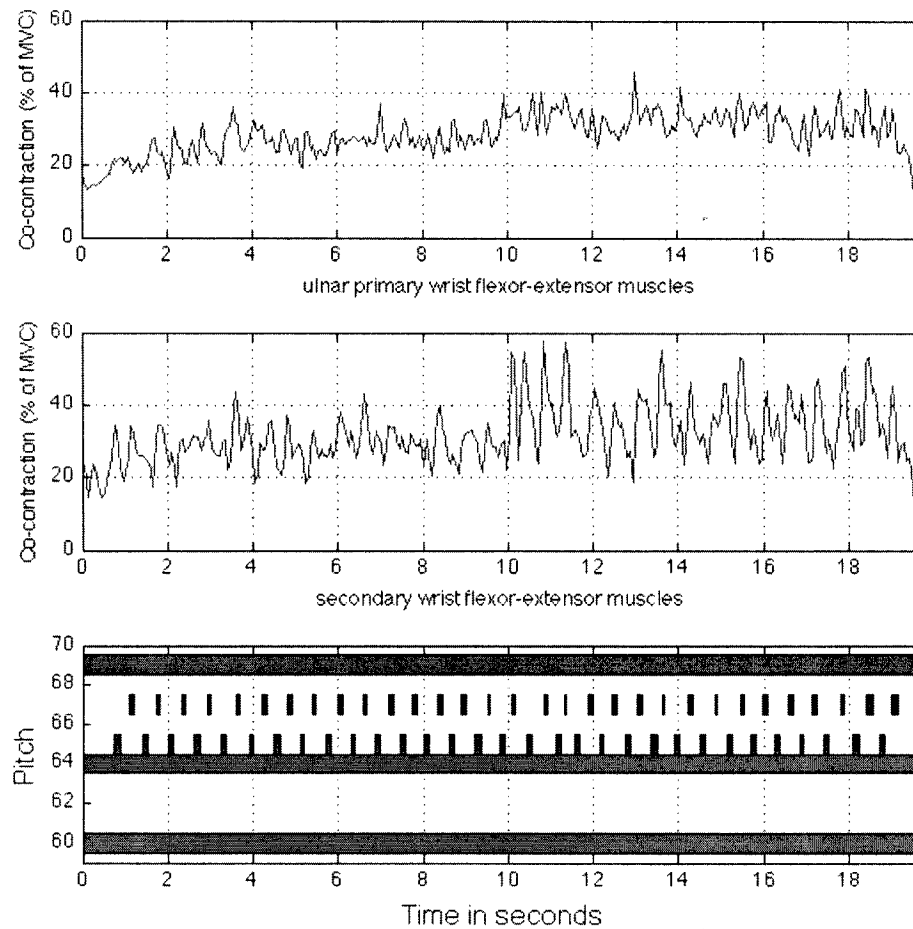 60
40
20
0
Co-contraction (% of MVC)
0 2 4 6 8 10 12 14 16 18
ulnar primary wrist flexor-extensor muscles
60
40
20
0
Co-contraction (% of MVC)
0 2 4 6 8 10 12 14 16 18
secondary wrist flexor-extensor muscles
70
68
66
64
62
60
Pitch
0 2 4 6 8 10 12 14 16 18
Time in seconds